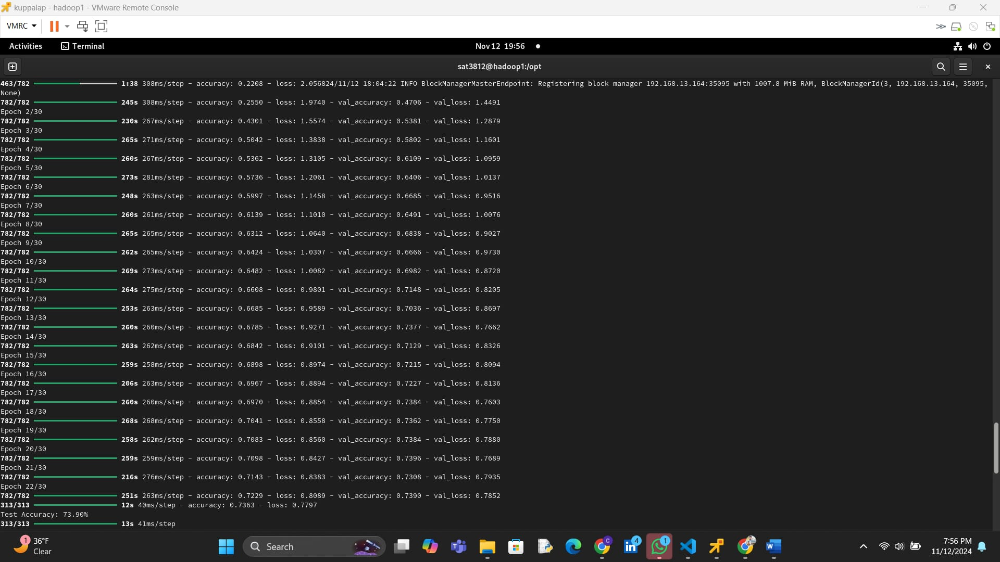 kuppalap - hadoop1 - VMware Remote Console
VMRC
Activities Terminal Nov 12 19:56
sat3812@hadoop1:/opt
463/782 1:38 308ms/step - accuracy: 0.2208 - loss: 2.056824/11/12 18:04:22 INFO BlockManagerMasterEndpoint: Registering block manager 192.168.13.164:35095 with 1007.8 MiB RAM, BlockManagerId(3, 192.168.13.164, 35095,
None)
782/782 245s 308ms/step - accuracy: 0.2550 - loss: 1.9740 - val_accuracy: 0.4706 - val_loss: 1.4491
Epoch 2/30
782/782 230s 267ms/step - accuracy: 0.4301 - loss: 1.5574 - val_accuracy: 0.5381 - val_loss: 1.2879
Epoch 3/30
782/782 265s 271ms/step - accuracy: 0.5042 - loss: 1.3838 - val_accuracy: 0.5802 - val_loss: 1.1601
Epoch 4/30
782/782 260s 267ms/step - accuracy: 0.5362 - loss: 1.3105 - val_accuracy: 0.6109 - val_loss: 1.0959
Epoch 5/30
782/782 273s 281ms/step - accuracy: 0.5736 - loss: 1.2061 - val_accuracy: 0.6406 - val_loss: 1.0137
Epoch 6/30
782/782 248s 263ms/step - accuracy: 0.5997 - loss: 1.1458 - val_accuracy: 0.6685 - val_loss: 0.9516
Epoch 7/30
782/782 260s 261ms/step - accuracy: 0.6139 - loss: 1.1010 - val_accuracy: 0.6491 - val_loss: 1.0076
Epoch 8/30
782/782 265s 265ms/step - accuracy: 0.6312 - loss: 1.0640 - val_accuracy: 0.6838 - val_loss: 0.9027
Epoch 9/30
782/782 262s 265ms/step - accuracy: 0.6424 - loss: 1.0307 - val_accuracy: 0.6666 - val_loss: 0.9730
Epoch 10/30
782/782 269s 273ms/step - accuracy: 0.6482 - loss: 1.0082 - val_accuracy: 0.6982 - val_loss: 0.8720
Epoch 11/30
782/782 264s 275ms/step - accuracy: 0.6608 - loss: 0.9801 - val_accuracy: 0.7148 - val_loss: 0.8205
Epoch 12/30
782/782 253s 263ms/step - accuracy: 0.6685 - loss: 0.9589 - val_accuracy: 0.7036 - val_loss: 0.8697
Epoch 13/30
782/782 260s 260ms/step - accuracy: 0.6785 - loss: 0.9271 - val_accuracy: 0.7377 - val_loss: 0.7662
Epoch 14/30
782/782 263s 262ms/step - accuracy: 0.6842 - loss: 0.9101 - val_accuracy: 0.7129 - val_loss: 0.8326
Epoch 15/30
782/782 259s 258ms/step - accuracy: 0.6898 - loss: 0.8974 - val_accuracy: 0.7215 - val_loss: 0.8094
Epoch 16/30
782/782 206s 263ms/step - accuracy: 0.6967 - loss: 0.8894 - val_accuracy: 0.7227 - val_loss: 0.8136
Epoch 17/30
782/782 260s 260ms/step - accuracy: 0.6970 - loss: 0.8854 - val_accuracy: 0.7384 - val_loss: 0.7603
Epoch 18/30
782/782 268s 268ms/step - accuracy: 0.7041 - loss: 0.8558 - val_accuracy: 0.7362 - val_loss: 0.7750
Epoch 19/30
782/782 258s 262ms/step - accuracy: 0.7083 - loss: 0.8560 - val_accuracy: 0.7384 - val_loss: 0.7880
Epoch 20/30
782/782 259s 259ms/step - accuracy: 0.7098 - loss: 0.8427 - val_accuracy: 0.7396 - val_loss: 0.7689
Epoch 21/30
782/782 216s 276ms/step - accuracy: 0.7143 - loss: 0.8383 - val_accuracy: 0.7308 - val_loss: 0.7935
Epoch 22/30
782/782 251s 263ms/step - accuracy: 0.7229 - loss: 0.8089 - val_accuracy: 0.7390 - val_loss: 0.7852
313/313 12s 40ms/step - accuracy: 0.7363 - loss: 0.7797
Test Accuracy: 73.90%
313/313 13s 41ms/step
1 36°F
Clear
Search
C
4
1
7:56 PM
11/12/2024